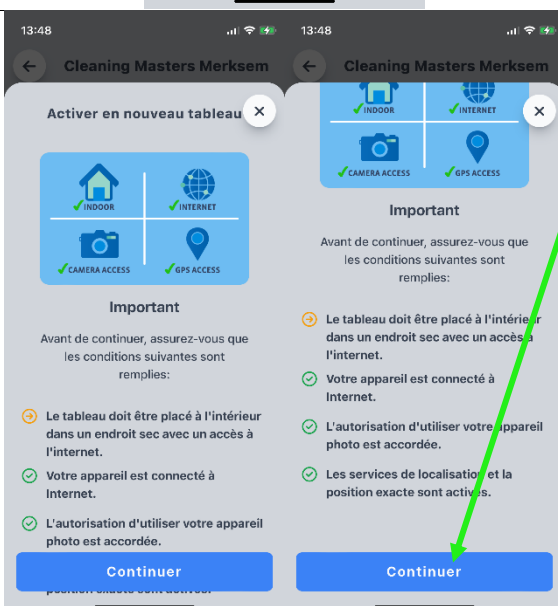 13:48
Cleaning Masters Merksem
Activer en nouveau tableau
INDOOR
INTERNET
CAMERA ACCESS
GPS ACCESS
Important
Avant de continuer, assurez-vous que
les conditions suivantes sont
remplies:
Le tableau doit être placé à l'intérieur
dans un endroit sec avec un accès à
l'internet.
Votre appareil est connecté à
Internet.
L'autorisation d'utiliser votre appareil
photo est accordée.
Continuer
position exacte sont activés.
13:48
Cleaning Masters Merksem
INDOOR
INTERNET
CAMERA ACCESS
GPS ACCESS
Important
Avant de continuer, assurez-vous que
les conditions suivantes sont
remplies:
Le tableau doit être placé à l'intérieur
dans un endroit sec avec un accès à
l'internet.
Votre appareil est connecté à
Internet.
L'autorisation d'utiliser votre appareil
photo est accordée.
Les services de localisation et la
position exacte sont activés.
Continuer